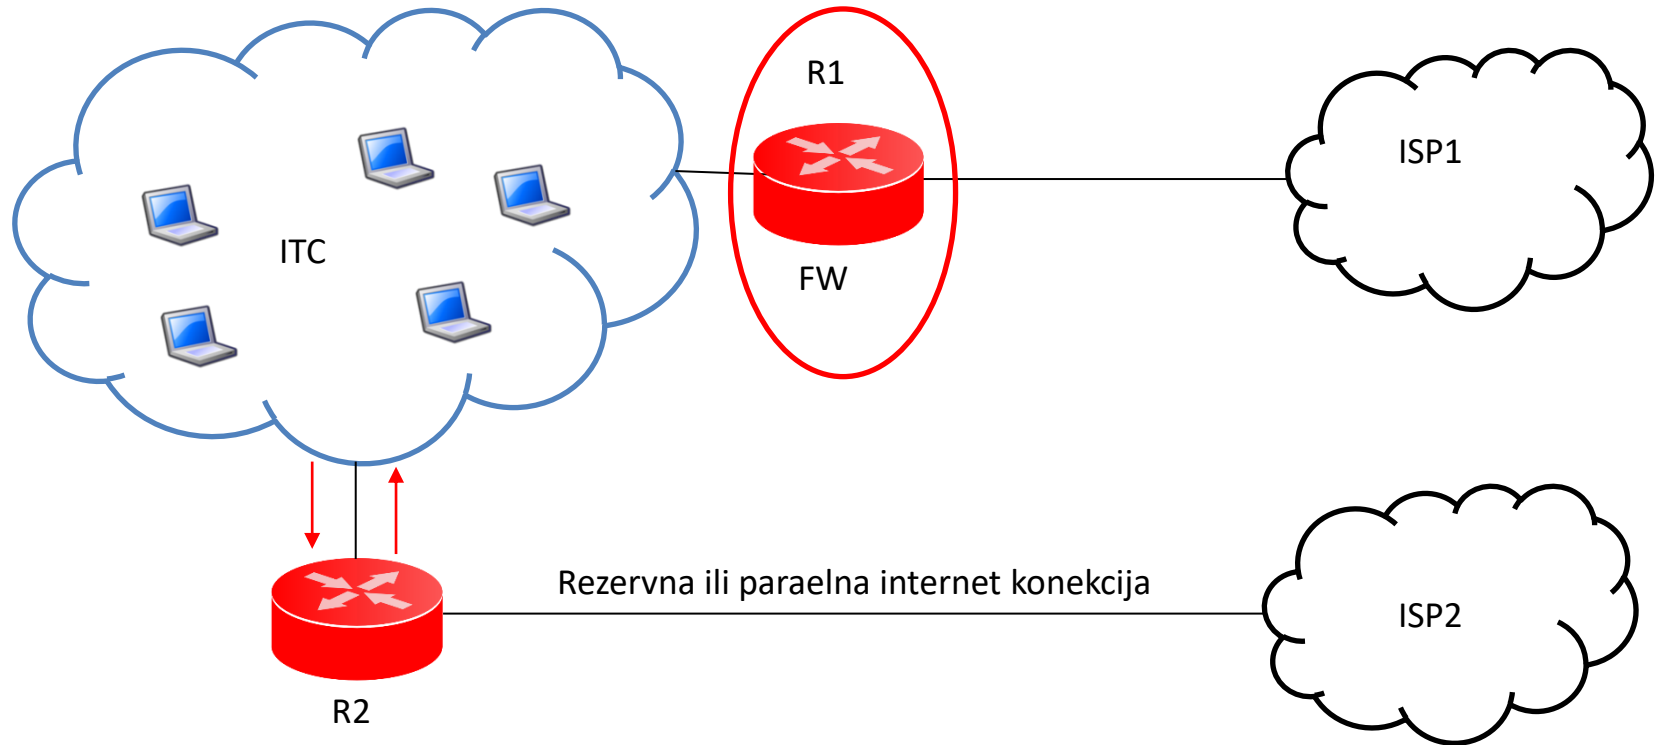 R1
ISP1
ITC
FW
Rezervna ili paraelna internet konekcija
ISP2
R2